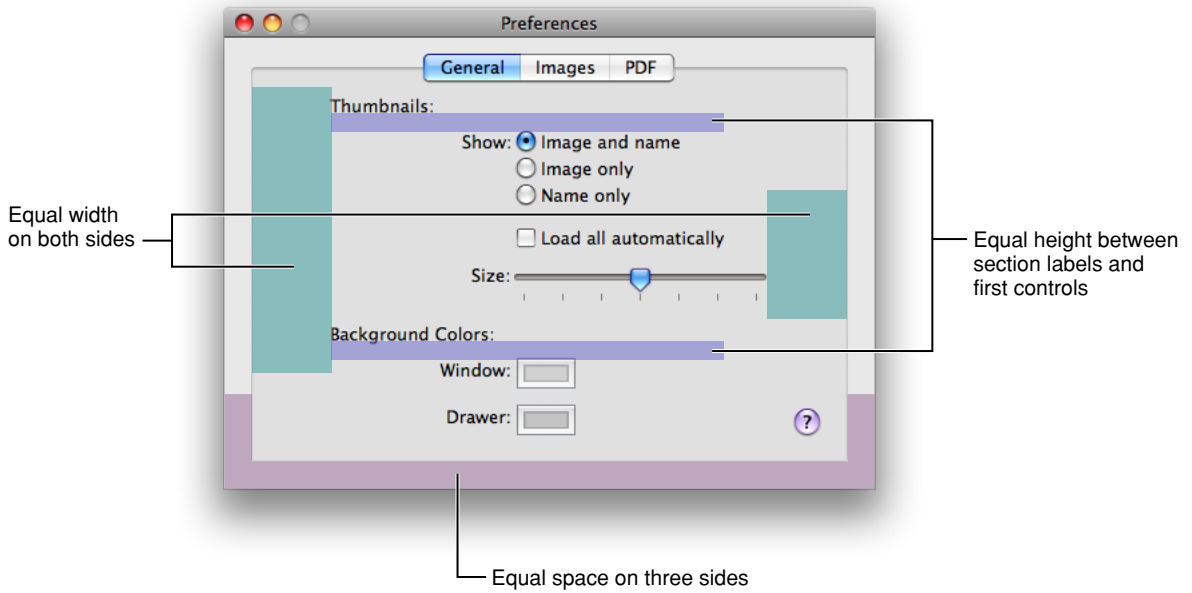 Preferences
General Images PDF
Thumbnails:
Show: Image and name
Image only
Name only
Load all automatically
Size:
Background Colors:
Window:
Drawer:
?
Equal width
on both sides
Equal height between
section labels and
first controls
Equal space on three sides